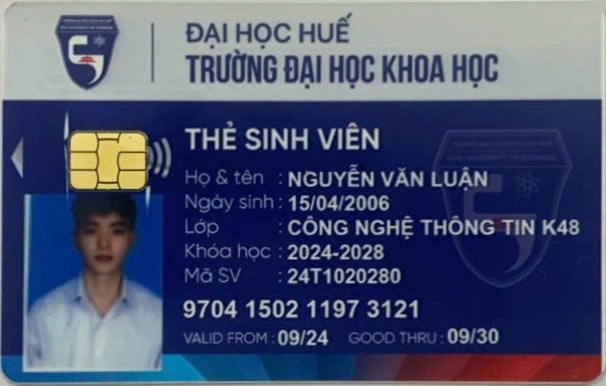 ĐẠI HỌC HUẾ
TRƯỜNG ĐẠI HỌC KHOA HỌC
THẺ SINH VIÊN
Họ & tên : NGUYỄN VĂN LUẬN
Ngày sinh : 15/04/2006
Lớp : CÔNG NGHỆ THÔNG TIN K48
Khóa học : 2024-2028
Mã SV : 24T1020280
9704 1502 1197 3121
VALID FROM : 09/24 GOOD THRU : 09/30